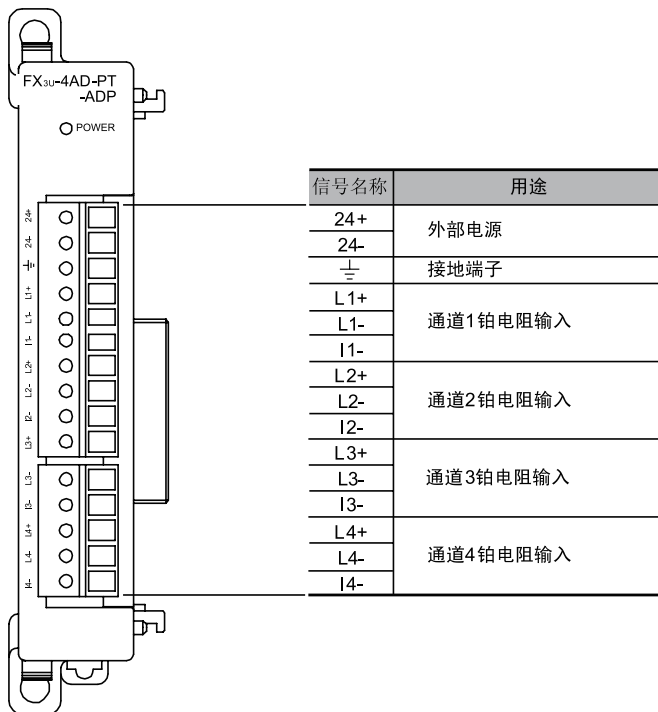 FX3U-4AD-PT
-ADP
POWER
24+
24-
⏚
L1+
L1-
I1-
L2+
L2-
I2-
L3+
L3-
I3-
L4+
L4-
I4-
信号名称 用途
24+ 外部电源
24-
⏚ 接地端子
L1+
L1- 通道1铂电阻输入
I1-
L2+
L2- 通道2铂电阻输入
I2-
L3+
L3- 通道3铂电阻输入
I3-
L4+
L4- 通道4铂电阻输入
I4-